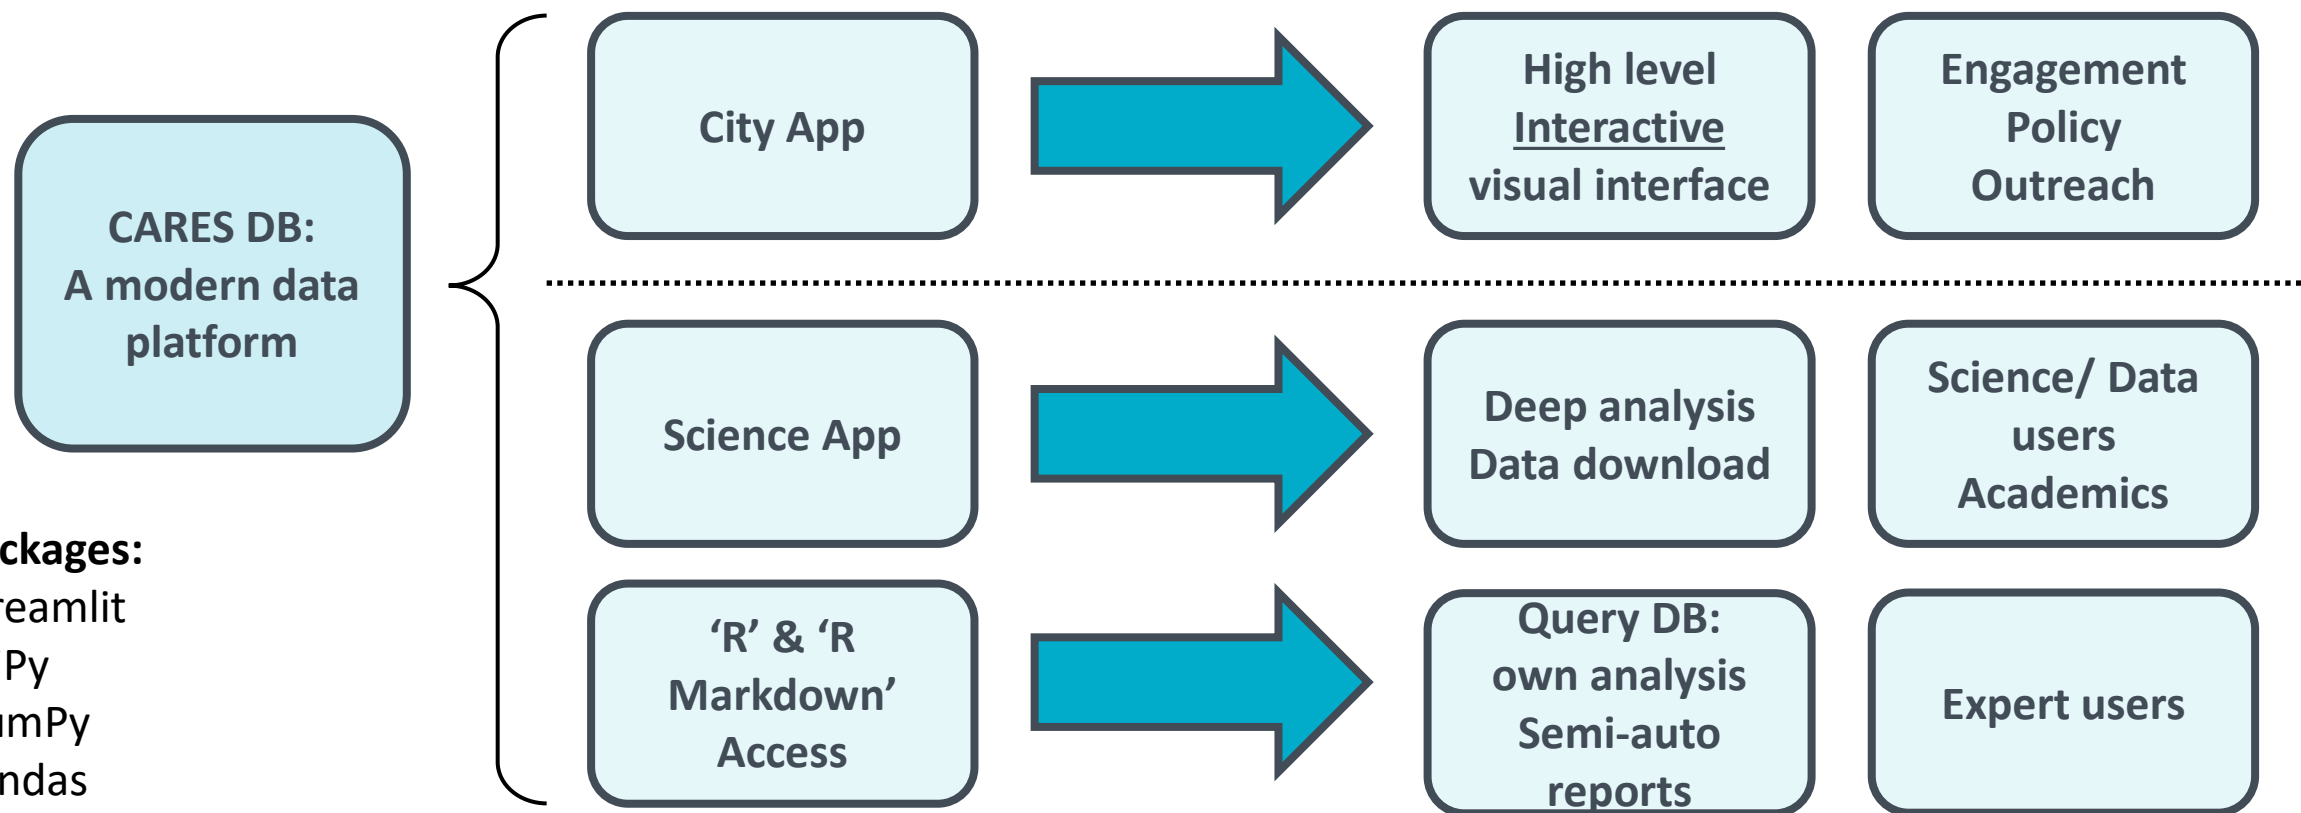 CARES DB:
A modern data
platform
City App
High level
Interactive
visual interface
Engagement
Policy
Outreach
Science App
Deep analysis
Data download
Science/ Data
users
Academics
‘R’ & ‘R
Markdown’
Access
Query DB:
own analysis
Semi-auto
reports
Expert users
ckages:
reamlit
Py
umPy
ndas